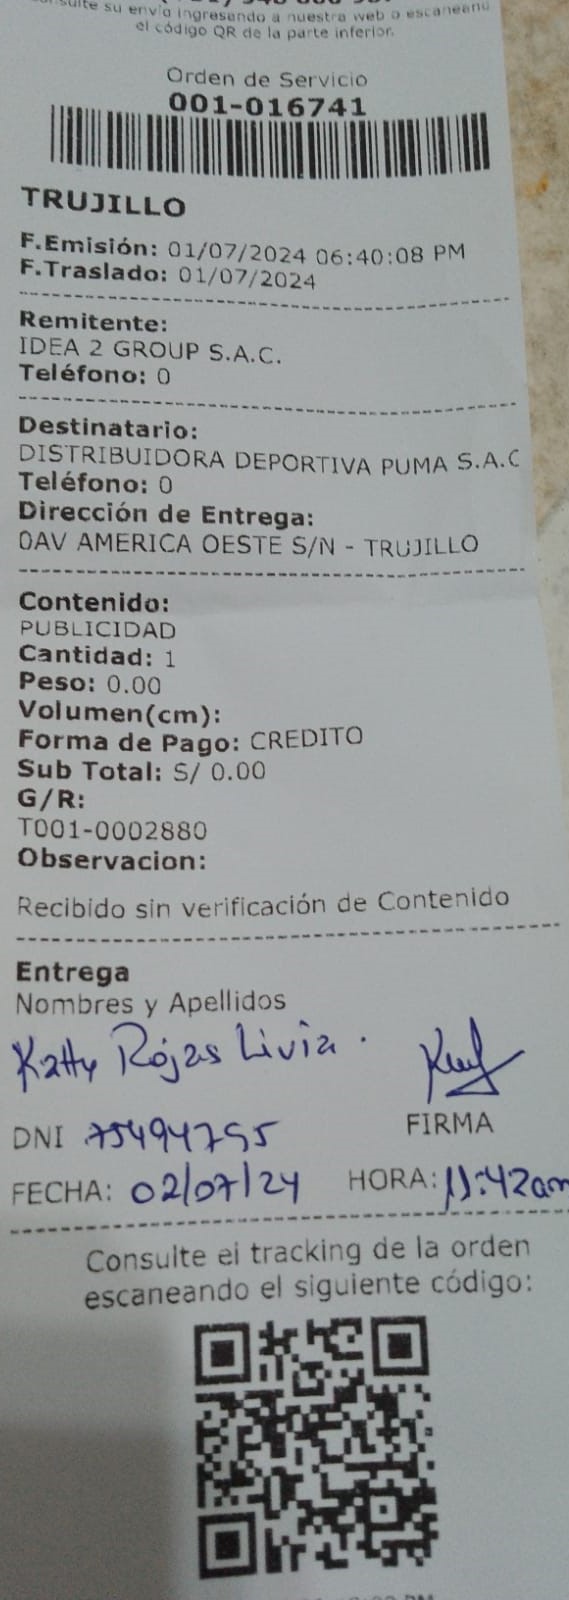 su envío ingresando a nuestra web o escaneand
el código QR de la parte inferior.
Orden de Servicio
001-016741
TRUJILLO
F.Emisión: 01/07/2024 06:40:08 PM
F.Traslado: 01/07/2024
Remitente:
IDEA 2 GROUP S.A.C.
Teléfono: 0
Destinatario:
DISTRIBUIDORA DEPORTIVA PUMA S.A.C
Teléfono: 0
Dirección de Entrega:
0AV AMERICA OESTE S/N - TRUJILLO
Contenido:
PUBLICIDAD
Cantidad: 1
Peso: 0.00
Volumen(cm):
Forma de Pago: CREDITO
Sub Total: S/ 0.00
G/R:
T001-0002880
Observacion:
Recibido sin verificación de Contenido
Entrega
Nombres y Apellidos
Katty Rojas Livia.
DNI 75494795
FIRMA
FECHA: 02/07/24 HORA: 11:42am
Consulte el tracking de la orden
escaneando el siguiente código: